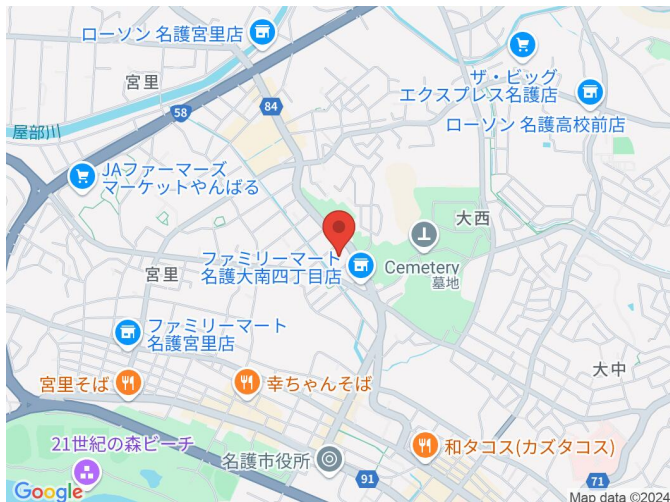 ローソン 名護宮里店
宮里
84
58
屋部川
ザ・ビッグ
エクスプレス名護店
ローソン 名護高校前店
JAファーマーズ
マーケットやんばる
大西
ファミリーマート
名護大南四丁目店
Cemetery
墓地
宮里
ファミリーマート
名護宮里店
大中
宮里そば
幸ちゃんそば
21世紀の森ビーチ
名護市役所
和タコス(カズタコス)
91
71
Google
Map data ©2024